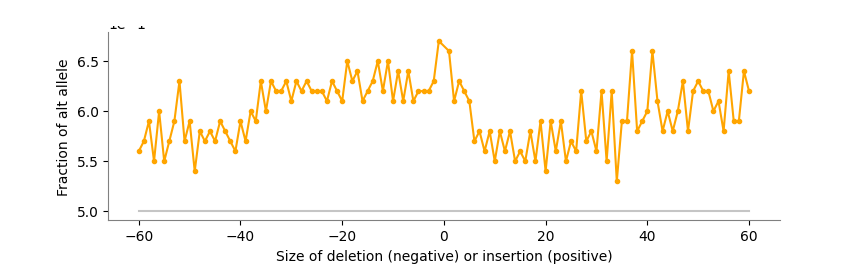 6.5
6.0
5.5
5.0
Fraction of alt allele
−60 −40 −20 0 20 40 60
Size of deletion (negative) or insertion (positive)